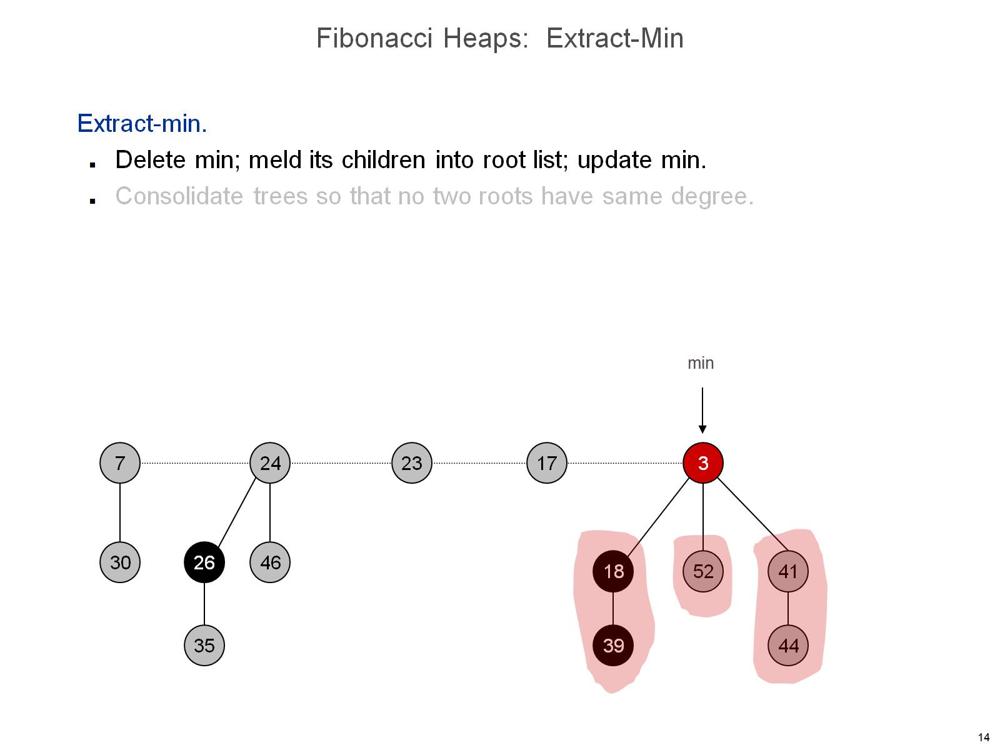 Fibonacci Heaps: Extract-Min
Extract-min.
▪ Delete min; meld its children into root list; update min.
▪ Consolidate trees so that no two roots have same degree.
min
7 24 23 17 3
30 26 46 18 52 41
35 39 44
14